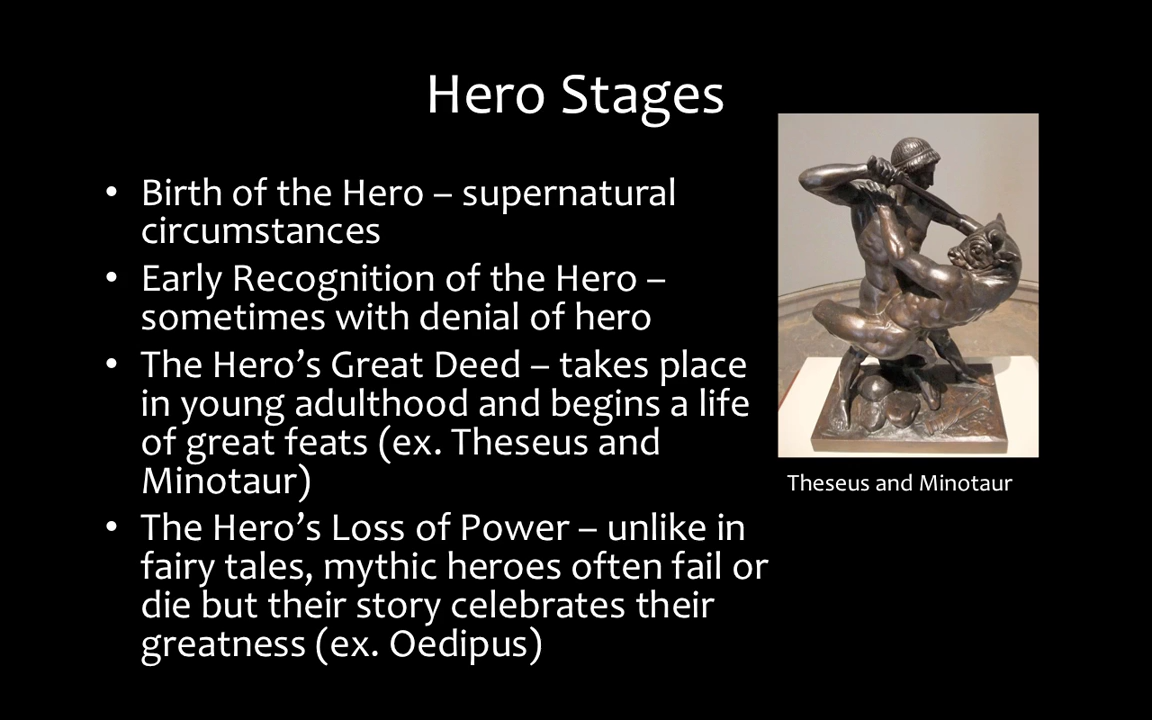 Hero Stages
• Birth of the Hero – supernatural
circumstances
• Early Recognition of the Hero –
sometimes with denial of hero
• The Hero’s Great Deed – takes place
in young adulthood and begins a life
of great feats (ex. Theseus and
Minotaur)
• The Hero’s Loss of Power – unlike in
fairy tales, mythic heroes often fail or
die but their story celebrates their
greatness (ex. Oedipus)
Theseus and Minotaur